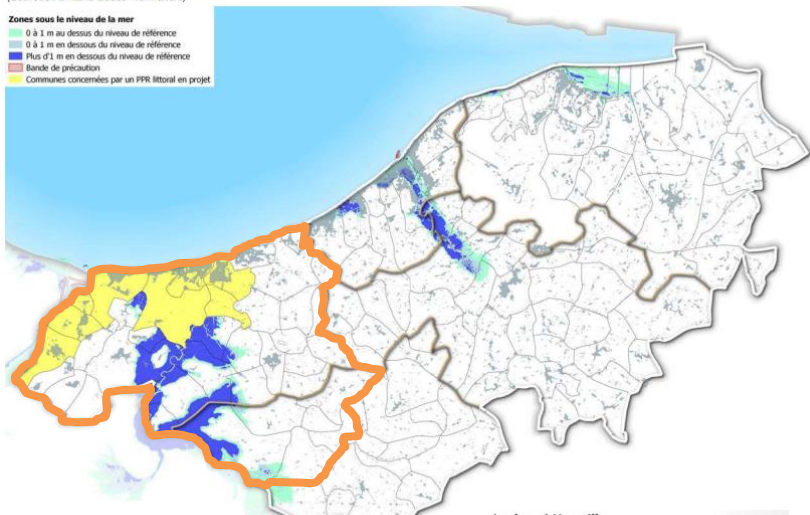 Zones sous le niveau de la mer
0 à 1 m au dessus du niveau de référence
0 à 1 m en dessous du niveau de référence
Plus d'1 m en dessous du niveau de référence
Bande de précaution
Communes concernées par un PPR littoral en projet